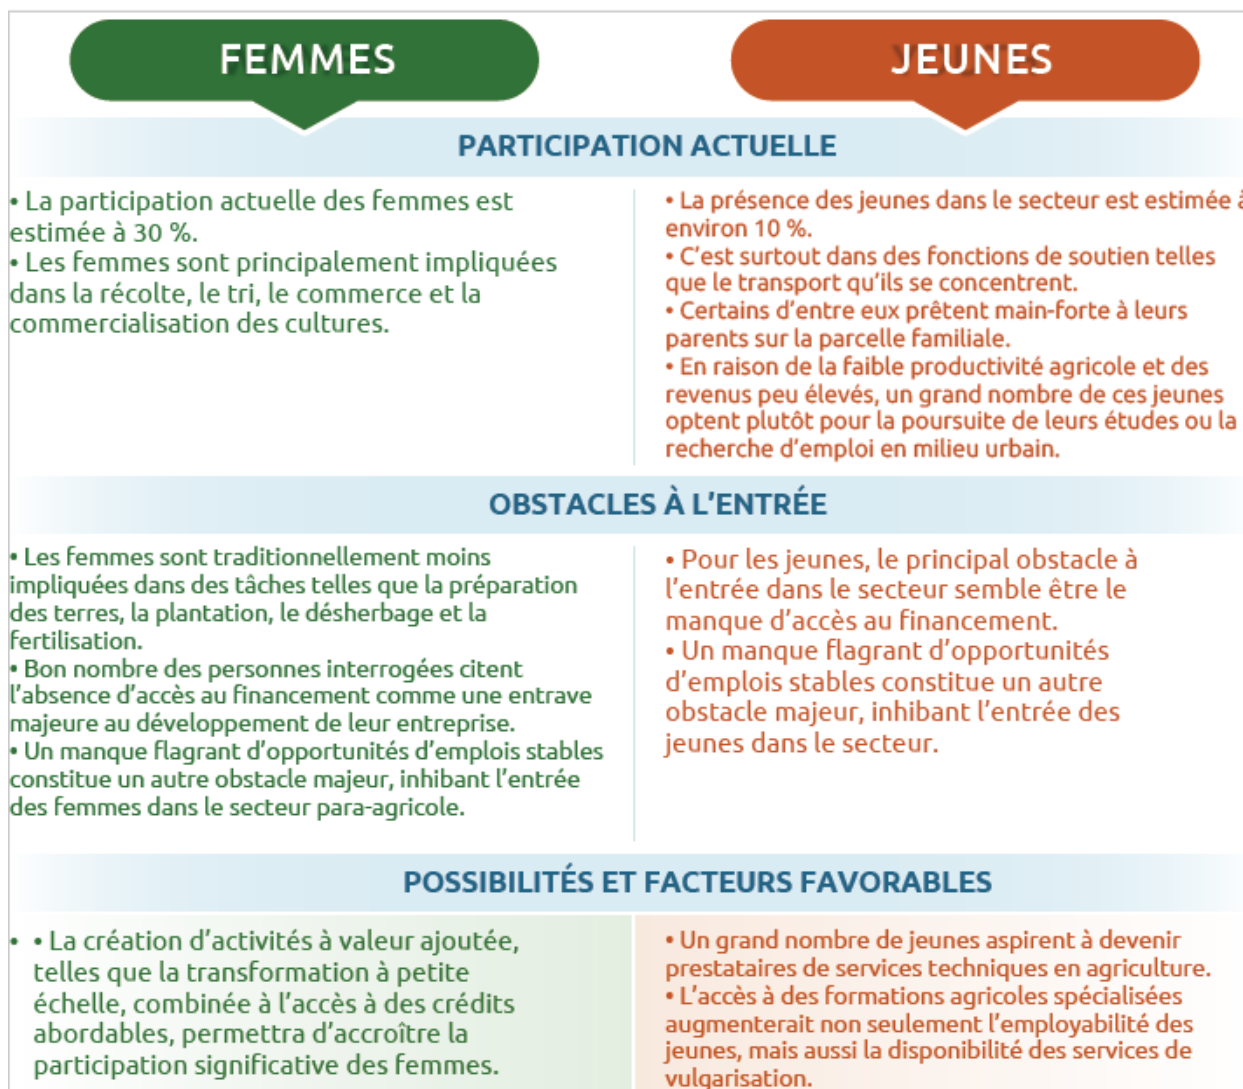 FEMMES
JEUNES
PARTICIPATION ACTUELLE
• La participation actuelle des femmes est
estimée à 30 %.
• Les femmes sont principalement impliquées
dans la récolte, le tri, le commerce et la
commercialisation des cultures.
• La présence des jeunes dans le secteur est estimée à
environ 10 %.
• C’est surtout dans des fonctions de soutien telles
que le transport qu’ils se concentrent.
• Certains d’entre eux prêtent main-forte à leurs
parents sur la parcelle familiale.
• En raison de la faible productivité agricole et des
revenus peu élevés, un grand nombre de ces jeunes
optent plutôt pour la poursuite de leurs études ou la
recherche d’emploi en milieu urbain.
OBSTACLES À L’ENTRÉE
• Les femmes sont traditionnellement moins
impliquées dans des tâches telles que la préparation
des terres, la plantation, le désherbage et la
fertilisation.
• Bon nombre des personnes interrogées citent
l’absence d’accès au financement comme une entrave
majeure au développement de leur entreprise.
• Un manque flagrant d’opportunités d’emplois stables
constitue un autre obstacle majeur, inhibant l’entrée
des femmes dans le secteur para-agricole.
• Pour les jeunes, le principal obstacle à
l’entrée dans le secteur semble être le
manque d’accès au financement.
• Un manque flagrant d’opportunités
d’emplois stables constitue un autre
obstacle majeur, inhibant l’entrée des
jeunes dans le secteur.
POSSIBILITÉS ET FACTEURS FAVORABLES
• • La création d’activités à valeur ajoutée,
telles que la transformation à petite
échelle, combinée à l’accès à des crédits
abordables, permettra d’accroître la
participation significative des femmes.
• Un grand nombre de jeunes aspirent à devenir
prestataires de services techniques en agriculture.
• L’accès à des formations agricoles spécialisées
augmenterait non seulement l’employabilité des
jeunes, mais aussi la disponibilité des services de
vulgarisation.